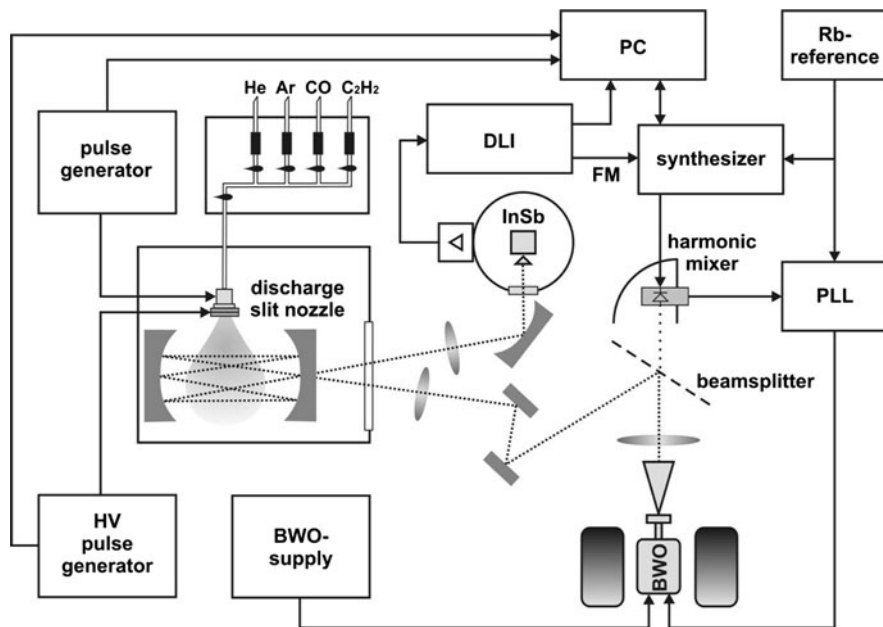 PC
Rb-
reference
He Ar CO C₂H₂
pulse
generator
DLI
FM
synthesizer
InSb
harmonic
mixer
discharge
slit nozzle
PLL
beamsplitter
HV
pulse
generator
BWO-
supply
BWO